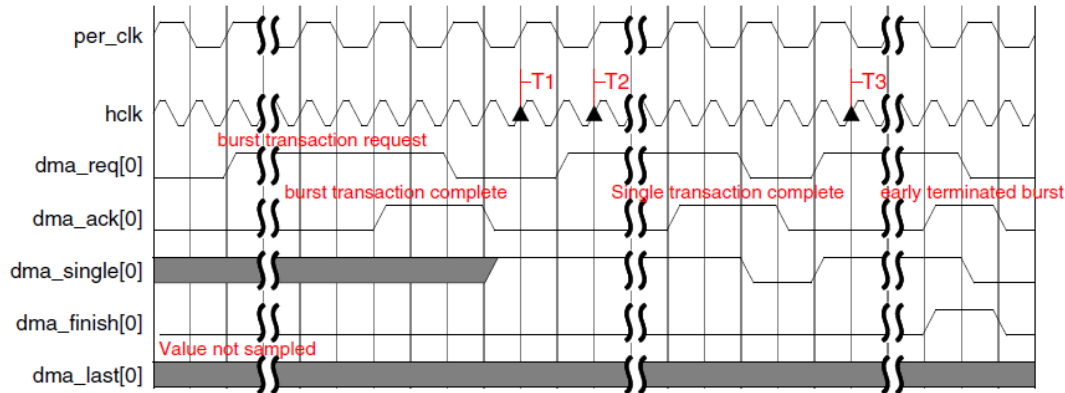 per_clk
T1
T2
T3
hclk
burst transaction request
dma_req[0]
burst transaction complete
Single transaction complete
early terminated burst
dma_ack[0]
dma_single[0]
dma_finish[0]
Value not sampled
dma_last[0]